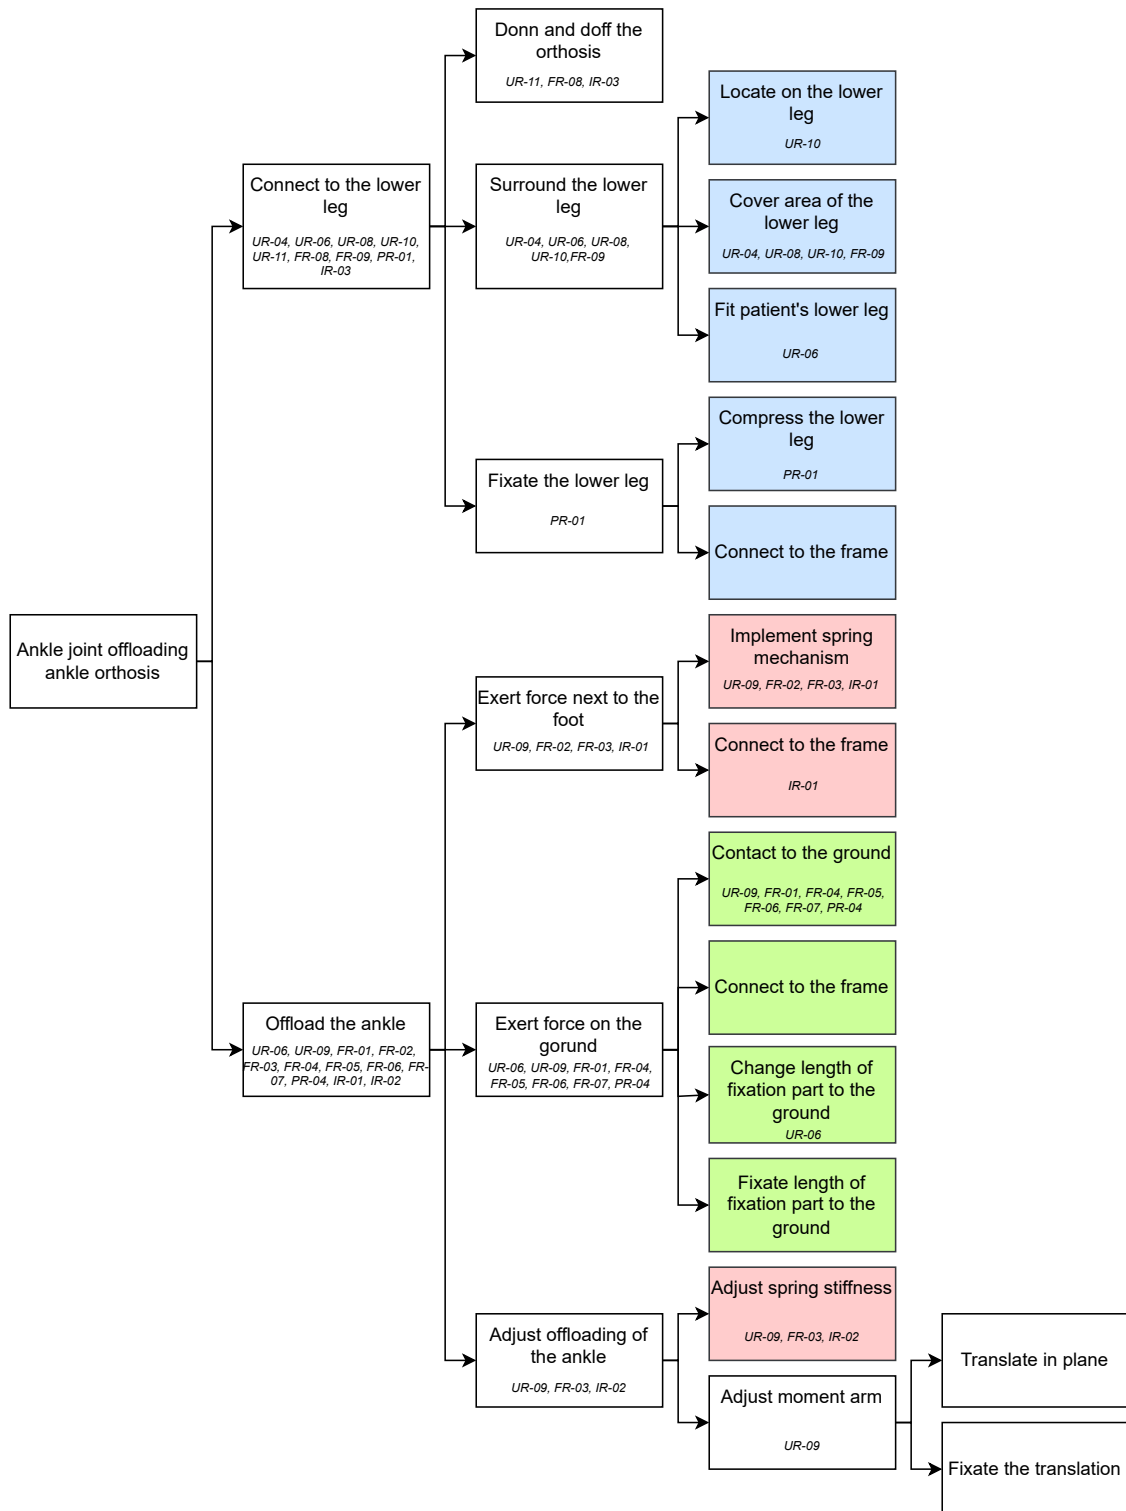 Donn and doff the
orthosis
UR-11, FR-08, IR-03
Locate on the lower
leg
UR-10
Connect to the lower
leg
UR-04, UR-06, UR-08, UR-10,
UR-11, FR-08, FR-09, PR-01,
IR-03
Surround the lower
leg
UR-04, UR-06, UR-08,
UR-10,FR-09
Cover area of the
lower leg
UR-04, UR-08, UR-10, FR-09
Fit patient's lower leg
UR-06
Compress the lower
leg
PR-01
Fixate the lower leg
PR-01
Connect to the frame
Ankle joint offloading
ankle orthosis
Implement spring
mechanism
UR-09, FR-02, FR-03, IR-01
Exert force next to the
foot
UR-09, FR-02, FR-03, IR-01
Connect to the frame
IR-01
Contact to the ground
UR-09, FR-01, FR-04, FR-05,
FR-06, FR-07, PR-04
Connect to the frame
Offload the ankle
UR-06, UR-09, FR-01, FR-02,
FR-03, FR-04, FR-05, FR-06, FR-
07, PR-04, IR-01, IR-02
Exert force on the
gorund
UR-06, UR-09, FR-01, FR-04,
FR-05, FR-06, FR-07, PR-04
Change length of
fixation part to the
ground
UR-06
Fixate length of
fixation part to the
ground
Adjust spring stiffness
UR-09, FR-03, IR-02
Adjust offloading of
the ankle
UR-09, FR-03, IR-02
Translate in plane
Adjust moment arm
UR-09
Fixate the translation